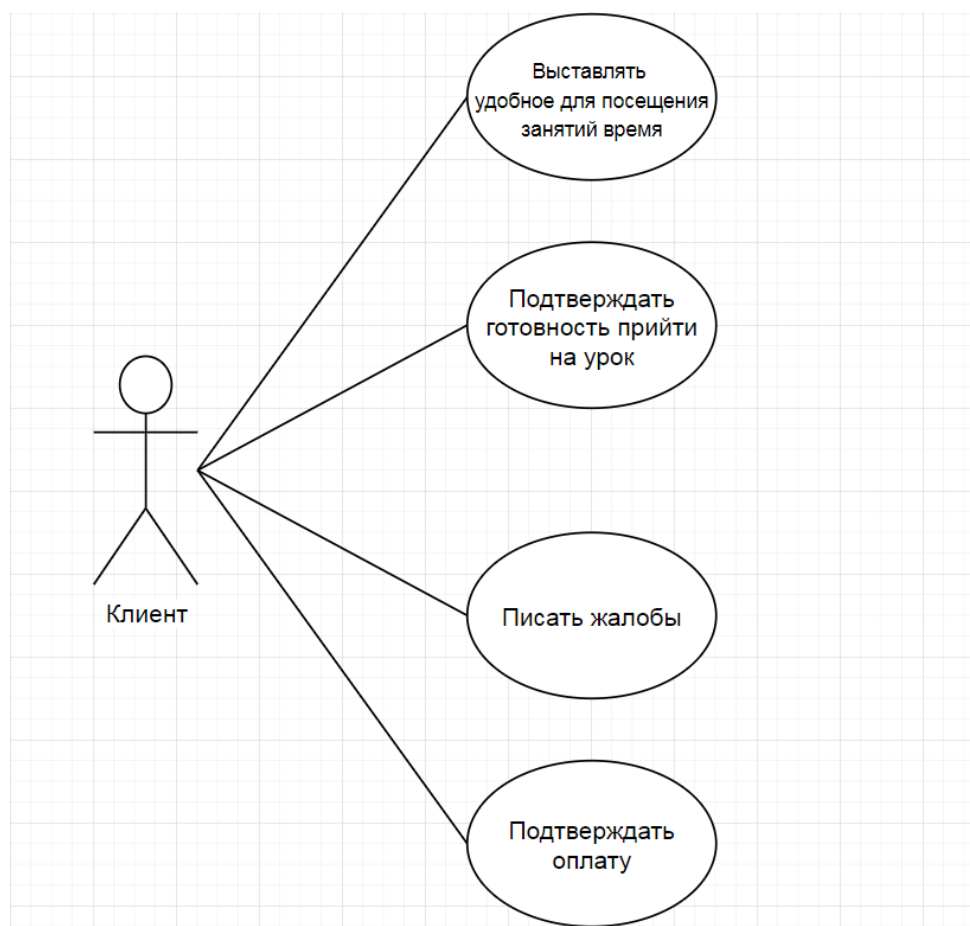 Выставлять
удобное для посещения
занятий время
Подтверждать
готовность прийти
на урок
Клиент
Писать жалобы
Подтверждать
оплату